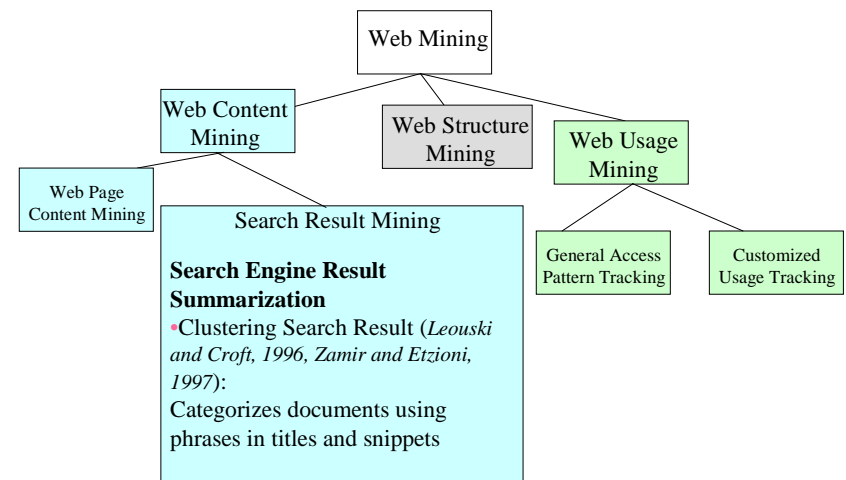 Web Mining
Web Content
Mining
Web Structure
Mining
Web Usage
Mining
Web Page
Content Mining
Search Result Mining
Search Engine Result
Summarization
•Clustering Search Result (Leouski
and Croft, 1996, Zamir and Etzioni,
1997):
Categorizes documents using
phrases in titles and snippets
General Access
Pattern Tracking
Customized
Usage Tracking